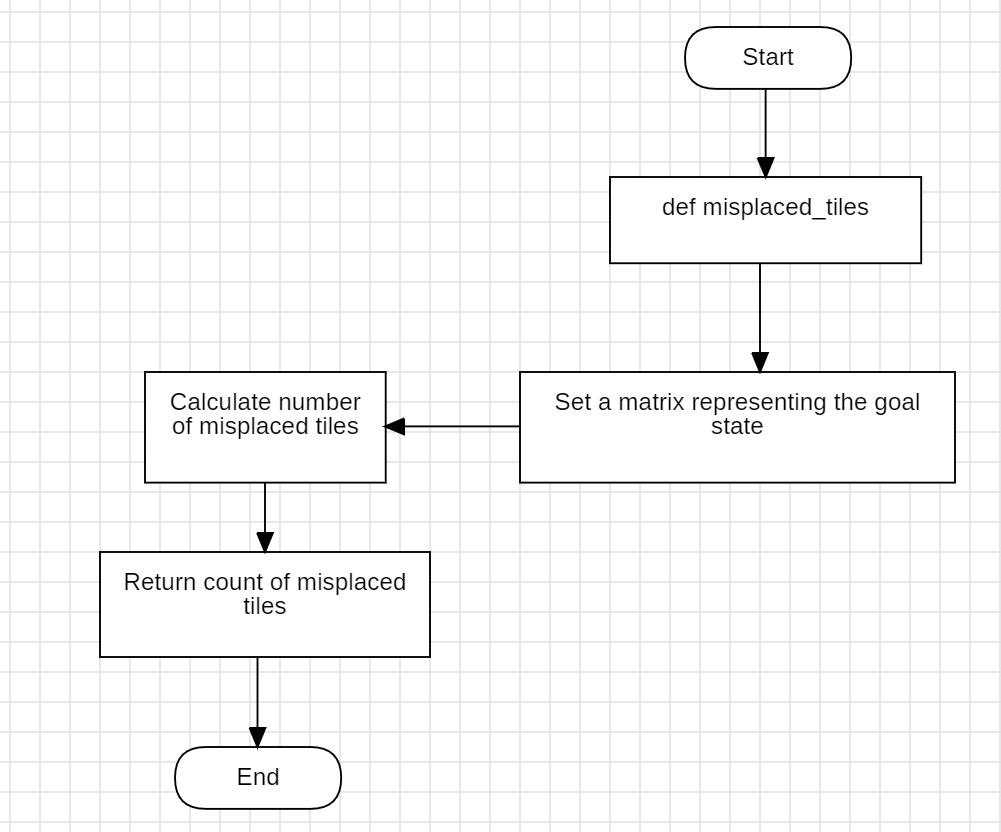 Start
def misplaced_tiles
Set a matrix representing the goal
state
Calculate number
of misplaced tiles
Return count of misplaced
tiles
End